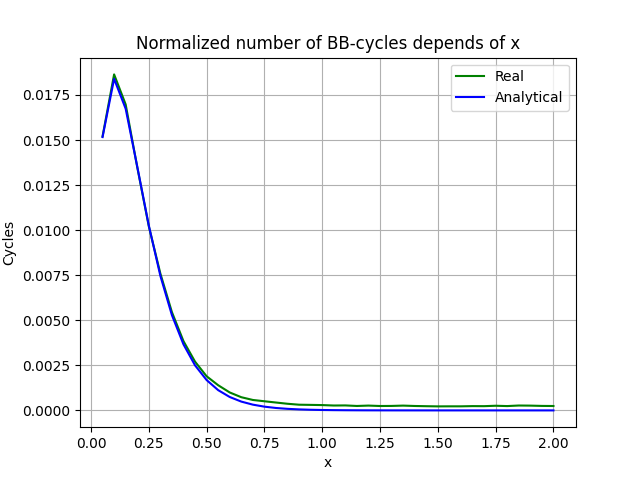 Normalized number of BB-cycles depends of x
Real
Analytical
0.0175
0.0150
0.0125
0.0100
0.0075
0.0050
0.0025
0.0000
Cycles
0.00 0.25 0.50 0.75 1.00 1.25 1.50 1.75 2.00
x